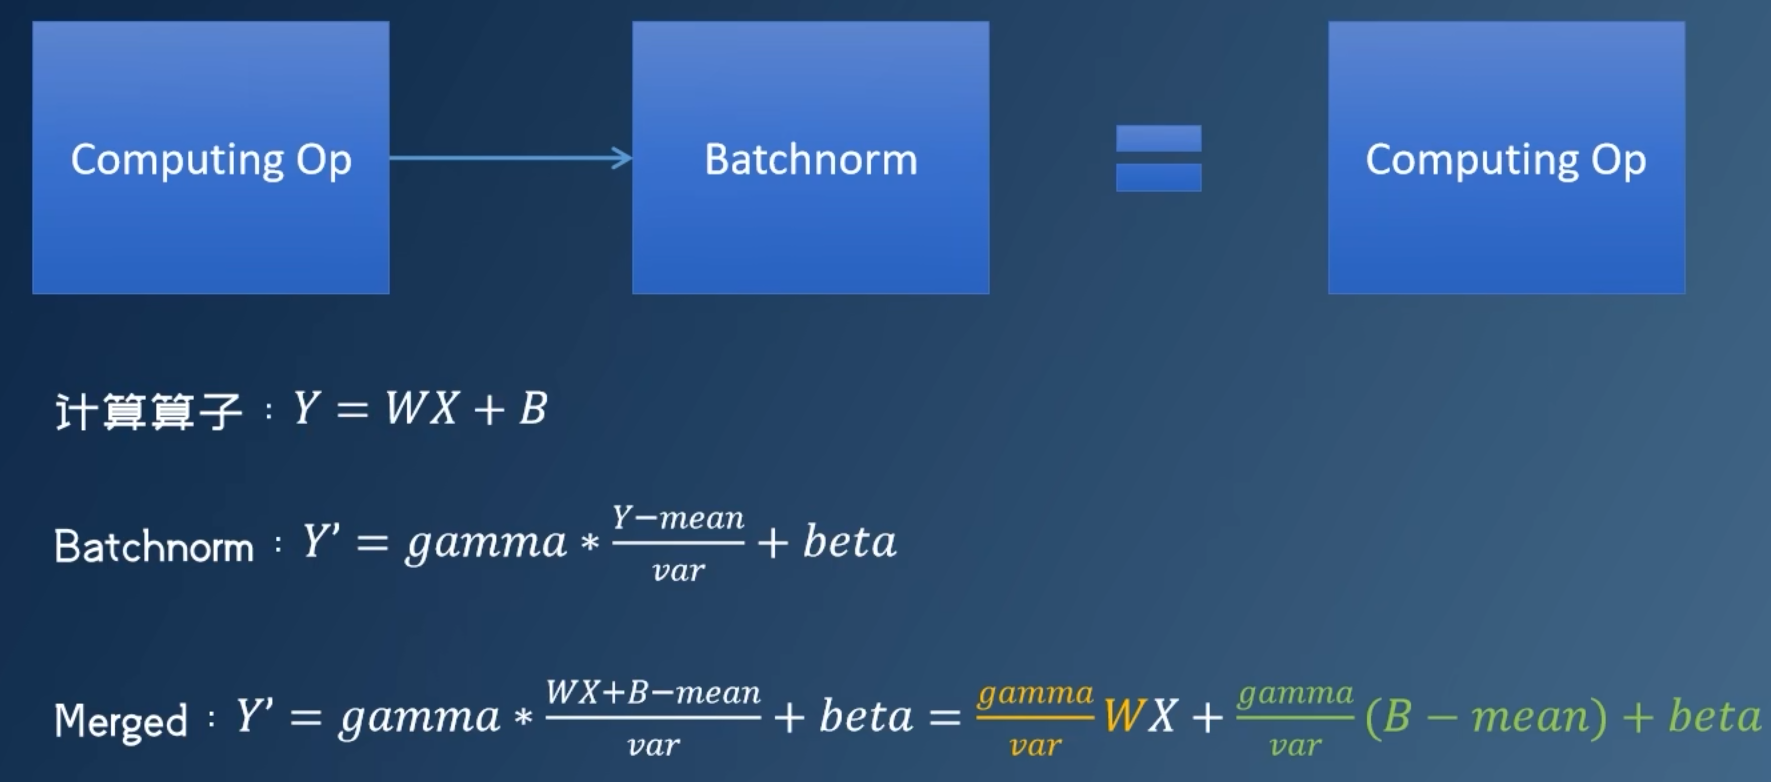 Computing Op
Batchnorm
Computing Op
计算算子：Y = WX + B
Batchnorm：Y’ = gamma * \frac{Y−mean}{var} + beta
Merged：Y’ = gamma * \frac{WX+B−mean}{var} + beta = \frac{gamma}{var} WX + \frac{gamma}{var} (B − mean) + beta